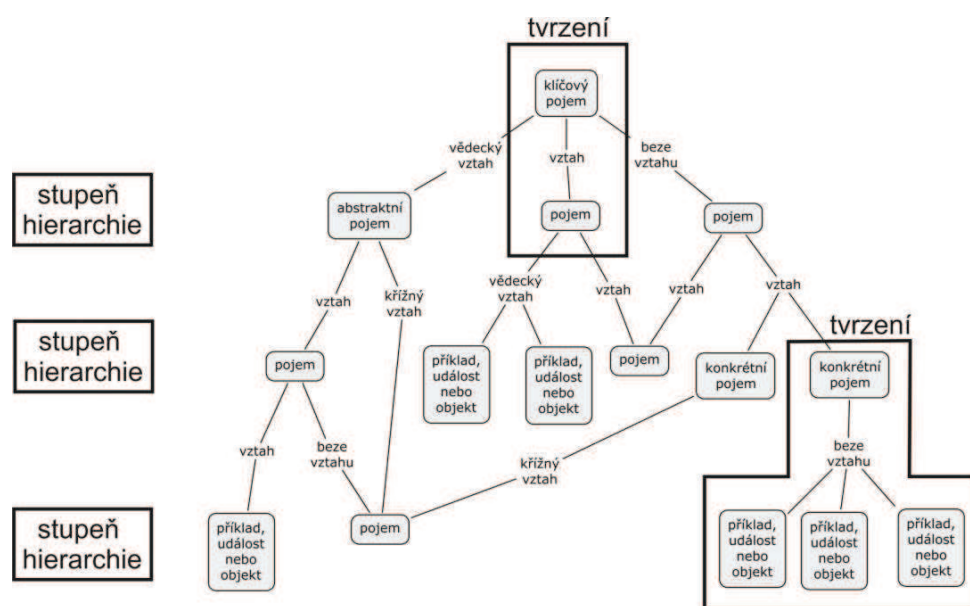 tvrzení
klíčový
pojem
vědecký
vztah
vztah
beze
vztahu
stupeň
hierarchie
abstraktní
pojem
pojem
pojem
vědecký
vztah
vztah
křížný
vztah
vztah
vztah
vztah
stupeň
hierarchie
tvrzení
pojem
příklad,
událost
nebo
objekt
příklad,
událost
nebo
objekt
pojem
konkrétní
pojem
konkrétní
pojem
vztah
beze
vztahu
křížný
vztah
beze
vztahu
stupeň
hierarchie
příklad,
událost
nebo
objekt
pojem
příklad,
událost
nebo
objekt
příklad,
událost
nebo
objekt
příklad,
událost
nebo
objekt